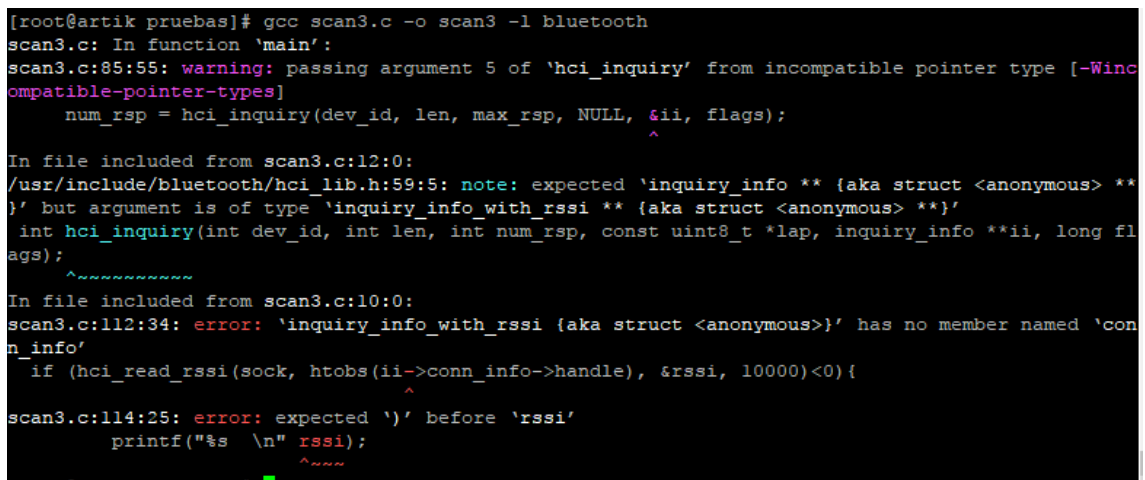 [root@artik pruebas]# gcc scan3.c -o scan3 -l bluetooth
scan3.c: In function ‘main’:
scan3.c:85:55: warning: passing argument 5 of ‘hci_inquiry’ from incompatible pointer type [-Winc
ompatible-pointer-types]
     num_rsp = hci_inquiry(dev_id, len, max_rsp, NULL, &ii, flags);
                                                       ^
In file included from scan3.c:12:0:
/usr/include/bluetooth/hci_lib.h:59:5: note: expected ‘inquiry_info ** {aka struct <anonymous> **
}’ but argument is of type ‘inquiry_info_with_rssi ** {aka struct <anonymous> **}’
 int hci_inquiry(int dev_id, int len, int num_rsp, const uint8_t *lap, inquiry_info **ii, long fl
ags);
     ^~~~~~~~~~~
In file included from scan3.c:10:0:
scan3.c:112:34: error: ‘inquiry_info_with_rssi {aka struct <anonymous>}’ has no member named ‘con
n_info’
  if (hci_read_rssi(sock, htobs(ii->conn_info->handle), &rssi, 10000)<0){
                                  ^
scan3.c:114:25: error: expected ‘)’ before ‘rssi’
         printf("%s  \n" rssi);
                         ^~~~